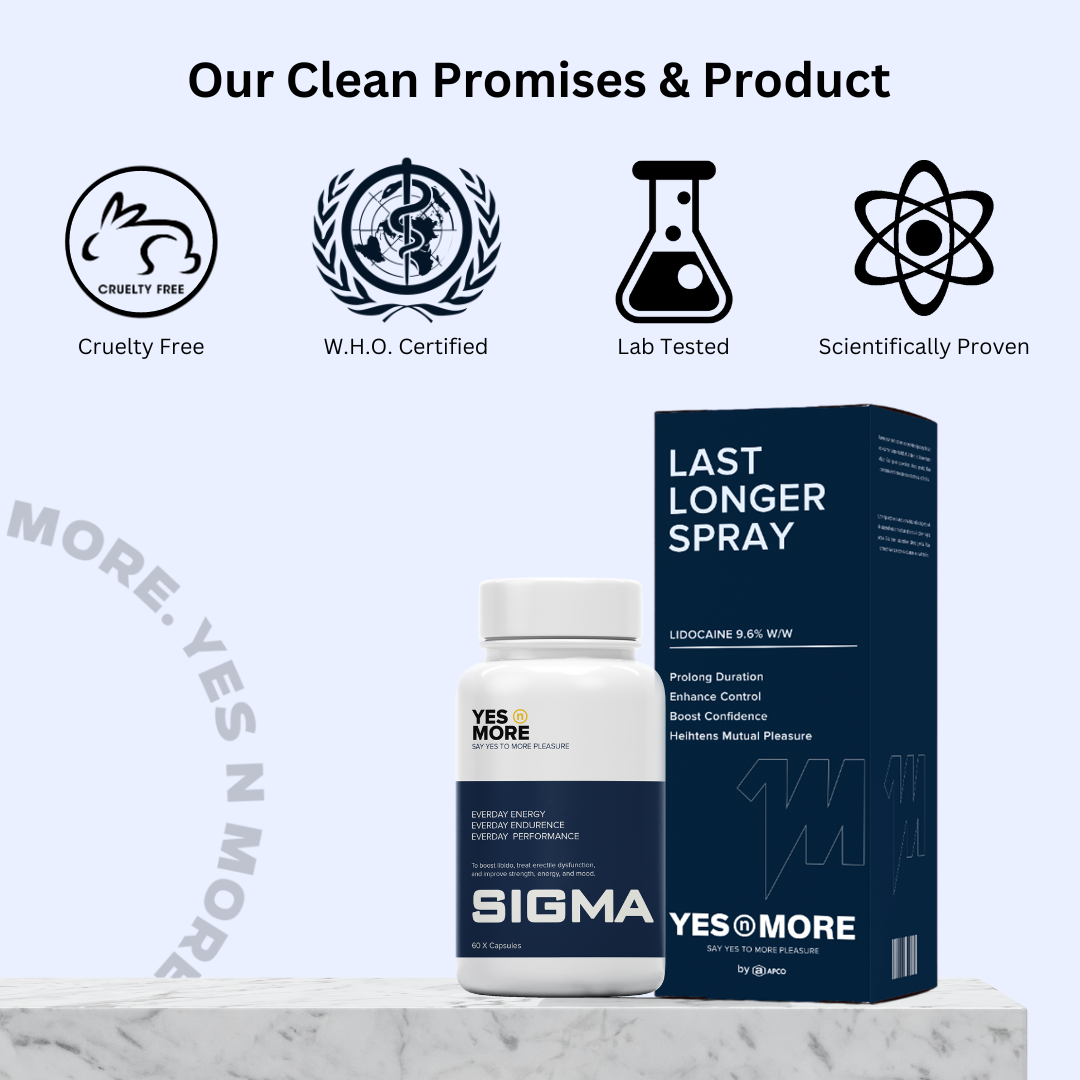 Our Clean Promises & Product
CRUELTY FREE
Cruelty Free
W.H.O. Certified
Lab Tested
Scientifically Proven
MORE. YES N MORE
LAST
LONGER
SPRAY
LIDOCAINE 9.6% W/W
Prolong Duration
Enhance Control
Boost Confidence
Heihtens Mutual Pleasure
YES n MORE
SAY YES TO MORE PLEASURE
by a APCO
YES n
MORE
SAY YES TO MORE PLEASURE
EVERDAY ENERGY
EVERDAY ENDURENCE
EVERDAY PERFORMANCE
To boost libido, treat erectile dysfunction,
and improve strength, energy, and mood.
SIGMA
60 X Capsules